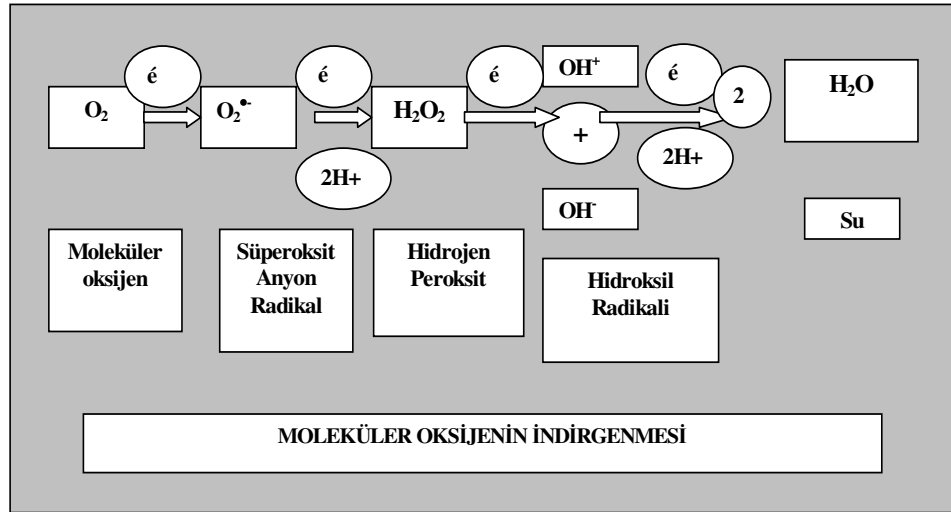 é
é
é
OH⁺
é
O₂
O₂•⁻
H₂O₂
+
2
H₂O
2H+
2H+
OH⁻
Su
Moleküler
oksijen
Süperoksit
Anyon
Radikal
Hidrojen
Peroksit
Hidroksil
Radikali
MOLEKÜLER OKSİJENİN İNDİRGENMESİ